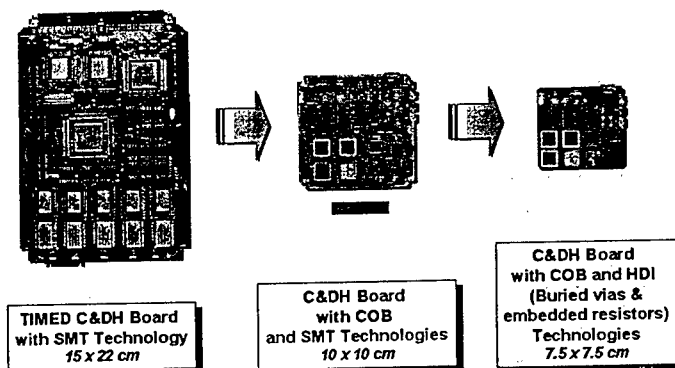 TIMED C&DH Board
with SMT Technology
15 x 22 cm
C&DH Board
with COB
and SMT Technologies
10 x 10 cm
C&DH Board
with COB and HDI
(Buried vias &
embedded resistors)
Technologies
7.5 x 7.5 cm